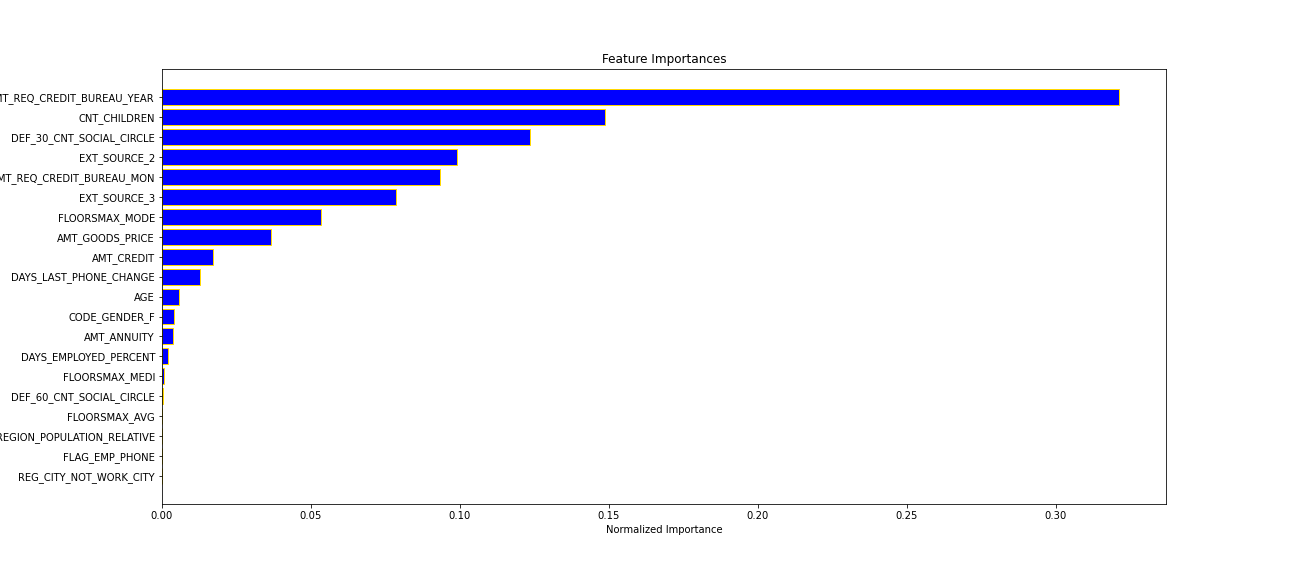 Feature Importances
MT_REQ_CREDIT_BUREAU_YEAR
CNT_CHILDREN
DEF_30_CNT_SOCIAL_CIRCLE
EXT_SOURCE_2
MT_REQ_CREDIT_BUREAU_MON
EXT_SOURCE_3
FLOORSMAX_MODE
AMT_GOODS_PRICE
AMT_CREDIT
DAYS_LAST_PHONE_CHANGE
AGE
CODE_GENDER_F
AMT_ANNUITY
DAYS_EMPLOYED_PERCENT
FLOORSMAX_MEDI
DEF_60_CNT_SOCIAL_CIRCLE
FLOORSMAX_AVG
REGION_POPULATION_RELATIVE
FLAG_EMP_PHONE
REG_CITY_NOT_WORK_CITY
0.00 0.05 0.10 0.15 0.20 0.25 0.30
Normalized Importance